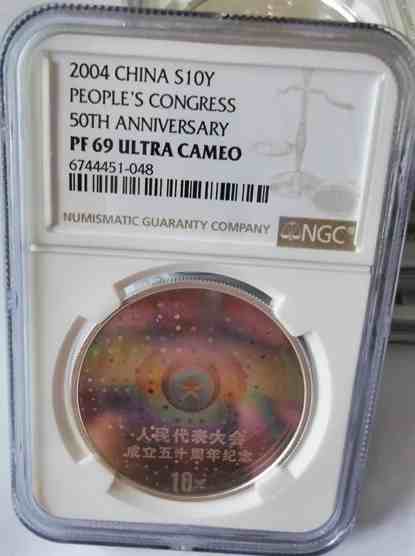 2004 CHINA S10Y
PEOPLE'S CONGRESS
50TH ANNIVERSARY
PF 69 ULTRA CAMEO
6744451-048
NUMISMATIC GUARANTY COMPANY
NGC®
人民代表大会
成立五十周年纪念
10元